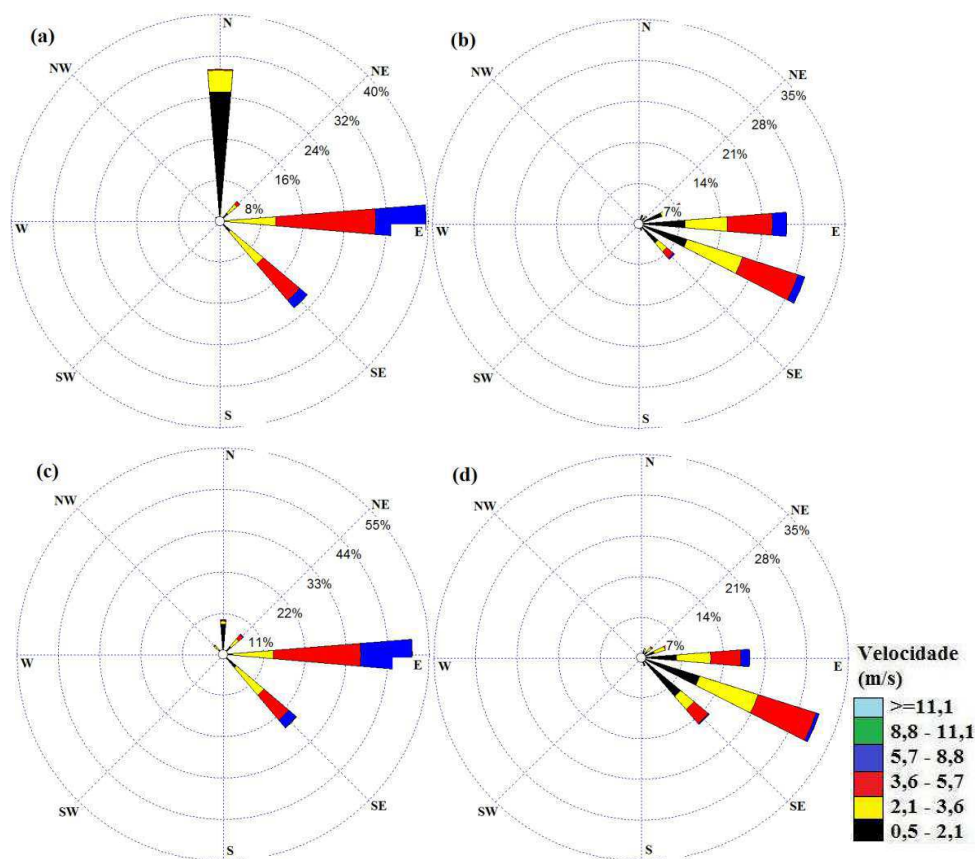 (a)
N
NW
NE
40%
32%
24%
16%
8%
W
E
SW
SE
S
(b)
N
NW
NE
35%
28%
21%
14%
7%
W
E
SW
SE
S
(c)
N
NW
NE
55%
44%
33%
22%
11%
W
E
SW
SE
S
(d)
N
NW
NE
35%
28%
21%
14%
7%
W
E
SW
SE
S
Velocidade
(m/s)
>=11,1
8,8 - 11,1
5,7 - 8,8
3,6 - 5,7
2,1 - 3,6
0,5 - 2,1